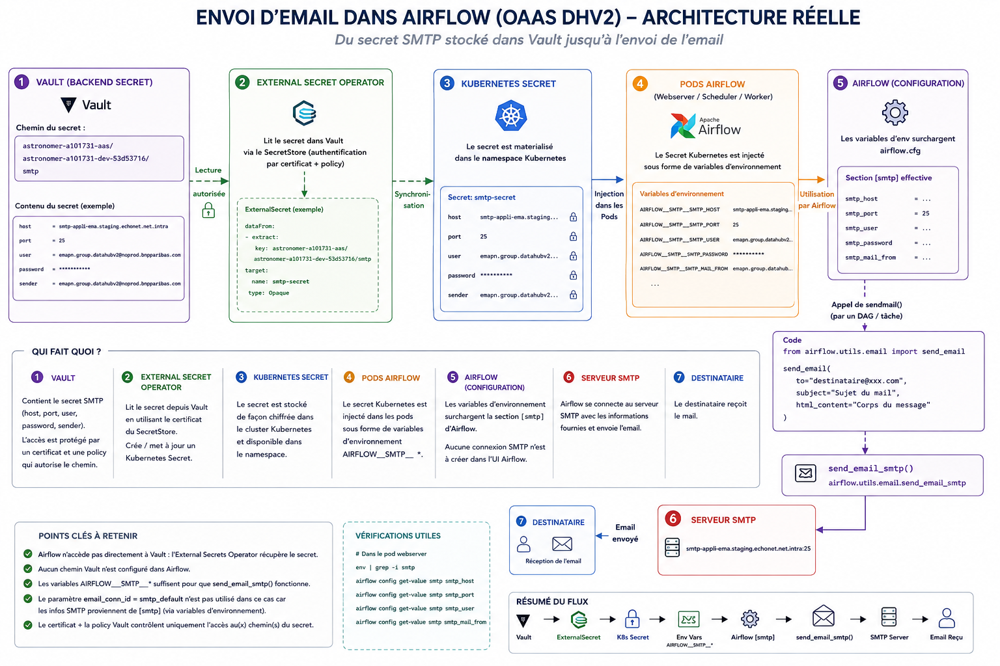 ENVOI D'EMAIL DANS AIRFLOW (OAAS DHV2) – ARCHITECTURE RÉELLE
Du secret SMTP stocké dans Vault jusqu'à l'envoi de l'email
1 VAULT (BACKEND SECRET)
Vault
Chemin du secret :
astronomer-a101731-aas/
astronomer-a101731-dev-53d53716/
smtp
Contenu du secret (exemple)
host = smtp-appli-ema.staging.echonet.net.intra
port = 25
user = emapn.group.datahubv2@noprod.bnpparibas.com
password = ***********
sender = emapn.group.datahubv2@noprod.bnpparibas.com
Lecture
autorisée
2 EXTERNAL SECRET OPERATOR
Lit le secret dans Vault
via le SecretStore (authentification
par certificat + policy)
ExternalSecret (exemple)
dataFrom:
- extract:
key: astronomer-a101731-aas/
astronomer-a101731-dev-53d53716/smtp
target:
name: smtp-secret
type: Opaque
Synchroni-
sation
3 KUBERNETES SECRET
Le secret est matérialisé
dans le namespace Kubernetes
Secret: smtp-secret
host smtp-appli-ema.staging...
port 25
user emapn.group.datahubv2...
password **********
sender emapn.group.datahubv2...
Injection
dans les
Pods
4 PODS AIRFLOW
(Webserver / Scheduler / Worker)
Apache
Airflow
Le Secret Kubernetes est injecté
sous forme de variables d'environnement
Variables d'environnement
AIRFLOW__SMTP__SMTP_HOST smtp-appli-ema.staging...
AIRFLOW__SMTP__SMTP_PORT 25
AIRFLOW__SMTP__SMTP_USER emapn.group.datahubv2...
AIRFLOW__SMTP__SMTP_PASSWORD **********
AIRFLOW__SMTP__SMTP_MAIL_FROM emapn.group.datahub...
...
Utilisation
par Airflow
5 AIRFLOW (CONFIGURATION)
Les variables d'env surchargent
airflow.cfg
Section [smtp] effective
smtp_host = ...
smtp_port = 25
smtp_user = ...
smtp_password = ...
smtp_mail_from = ...
Appel de sendmail()
(par un DAG / tâche)
Code
from airflow.utils.email import send_email
send_email(
to="destinataire@xxx.com",
subject="Sujet du mail",
html_content="Corps du message"
)
send_email_smtp()
airflow.utils.email.send_email_smtp
QUI FAIT QUOI ?
1 VAULT
Contient le secret SMTP
(host, port, user,
password, sender).
L'accès est protégé par
un certificat et une policy
qui autorise le chemin.
2 EXTERNAL SECRET
OPERATOR
Lit le secret depuis Vault
en utilisant le certificat
du SecretStore.
Crée / met à jour un
Kubernetes Secret.
3 KUBERNETES SECRET
Le secret est stocké
de façon chiffrée dans
le cluster Kubernetes
et disponible dans
le namespace.
4 PODS AIRFLOW
Le secret Kubernetes est
injecté dans les pods
sous forme de variables
d'environnement
AIRFLOW__SMTP__ *.
5 AIRFLOW
(CONFIGURATION)
Les variables d'environnement
surchargent la section [smtp]
d'Airflow.
Aucune connexion SMTP n'est
à créer dans l'UI Airflow.
6 SERVEUR SMTP
Airflow se connecte au serveur
SMTP avec les informations
fournies et envoie l'email.
7 DESTINATAIRE
Le destinataire reçoit
le mail.
POINTS CLÉS À RETENIR
Airflow n'accède pas directement à Vault : l'External Secrets Operator récupère le secret.
Aucun chemin Vault n'est configuré dans Airflow.
Les variables AIRFLOW__SMTP__* suffisent pour que send_email_smtp() fonctionne.
Le paramètre email_conn_id = smtp_default n'est pas utilisé dans ce cas car
les infos SMTP proviennent de [smtp] (via variables d'environnement).
Le certificat + la policy Vault contrôlent uniquement l'accès au(x) chemin(s) du secret.
VÉRIFICATIONS UTILES
# Dans le pod webserver
env | grep -i smtp
airflow config get-value smtp smtp_host
airflow config get-value smtp smtp_port
airflow config get-value smtp smtp_user
airflow config get-value smtp smtp_mail_from
7 DESTINATAIRE
Réception de l'email
Email
envoyé
6 SERVEUR SMTP
smtp-appli-ema.staging.echonet.net.intra:25
RÉSUMÉ DU FLUX
Vault
ExternalSecret
K8s Secret
Env Vars
AIRFLOW__SMTP__*
Airflow [smtp]
send_email_smtp()
SMTP Server
Email Reçu